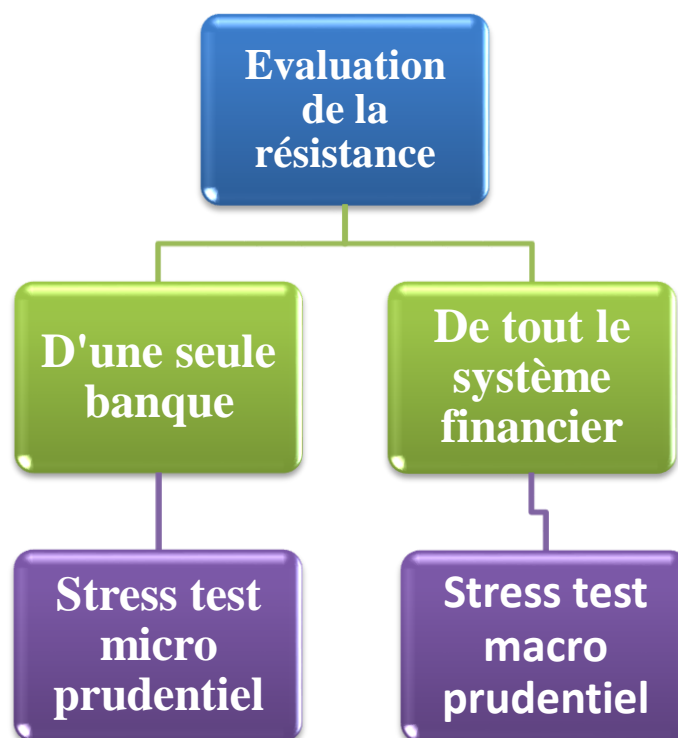 Evaluation
de la
résistance
D'une seule
banque
De tout le
système
financier
Stress test
micro
prudentiel
Stress test
macro
prudentiel